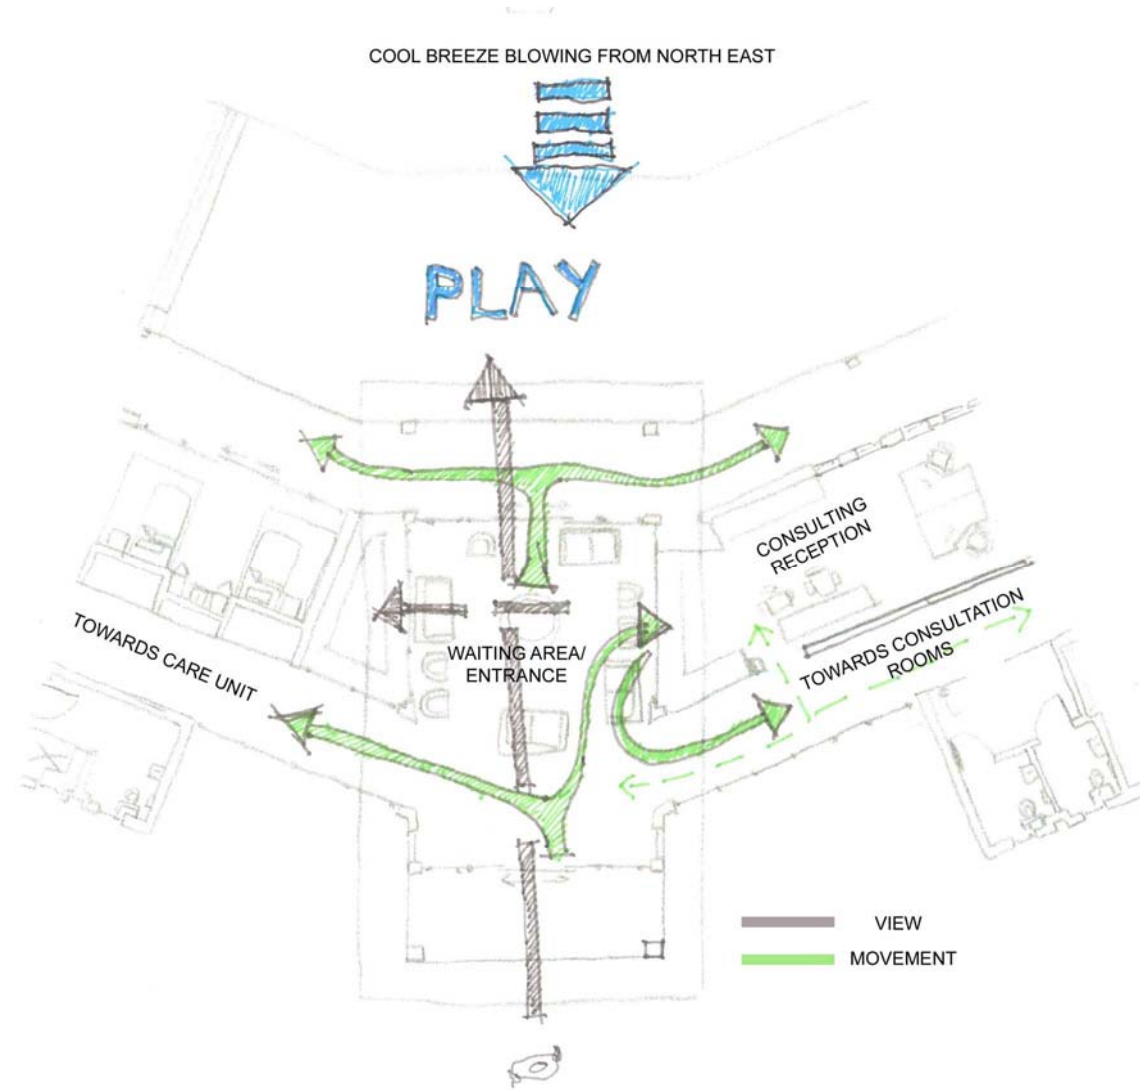 COOL BREEZE BLOWING FROM NORTH EAST
PLAY
CONSULTING
RECEPTION
TOWARDS CARE UNIT
WAITING AREA/
ENTRANCE
TOWARDS CONSULTATION
ROOMS
VIEW
MOVEMENT